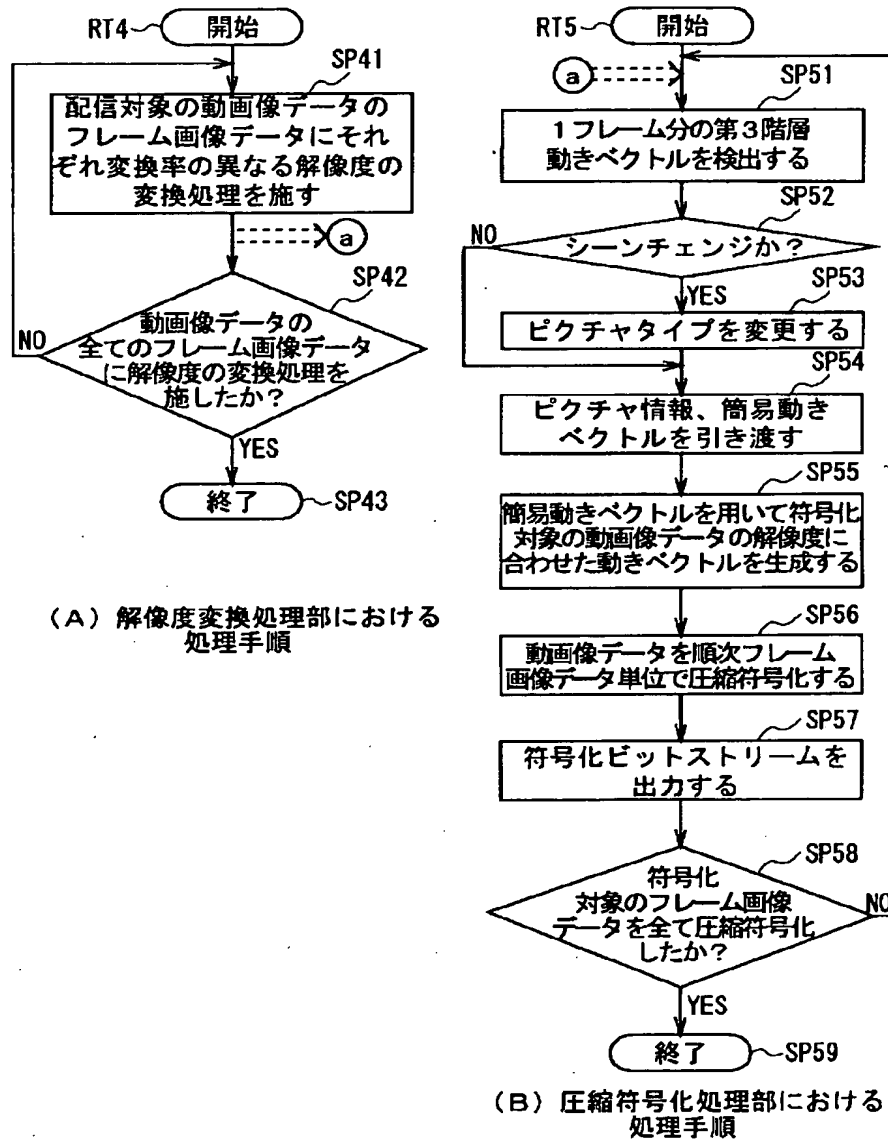 RT4
開始
SP41
配信対象の動画像データの
フレーム画像データにそれ
ぞれ変換率の異なる解像度の
変換処理を施す
a
SP42
動画像データの
全てのフレーム画像データ
に解像度の変換処理を
施したか?
NO
YES
終了
SP43
(A) 解像度変換処理部における
処理手順
RT5
開始
a
SP51
1フレーム分の第3階層
動きベクトルを検出する
SP52
NO
シーンチェンジか?
YES
SP53
ピクチャタイプを変更する
SP54
ピクチャ情報、簡易動き
ベクトルを引き渡す
SP55
簡易動きベクトルを用いて符号化
対象の動画像データの解像度に
合わせた動きベクトルを生成する
SP56
動画像データを順次フレーム
画像データ単位で圧縮符号化する
SP57
符号化ビットストリームを
出力する
SP58
符号化
対象のフレーム画像
データを全て圧縮符号化
したか?
NO
YES
終了
SP59
(B) 圧縮符号化処理部における
処理手順